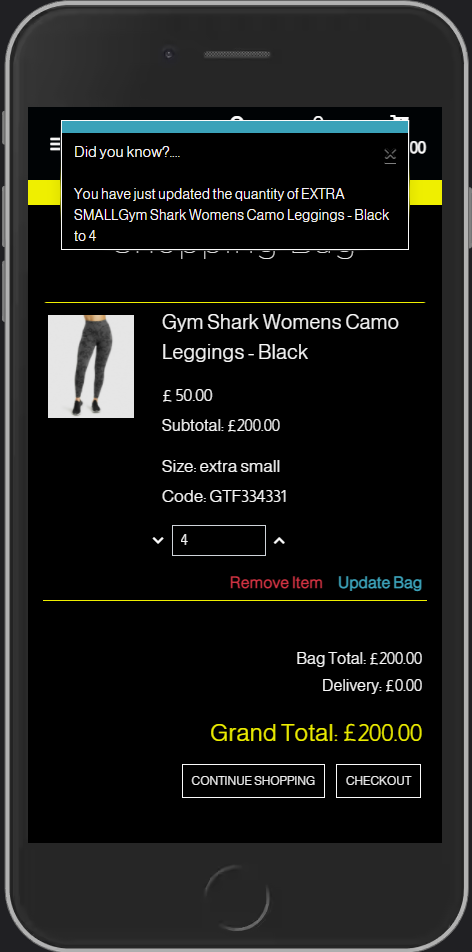 Did you know?....
00
You have just updated the quantity of EXTRA
SMALLGym Shark Womens Camo Leggings - Black
to 4
Shopping Bag
Gym Shark Womens Camo
Leggings - Black
£ 50.00
Subtotal: £200.00
Size: extra small
Code: GTF334331
4
Remove Item Update Bag
Bag Total: £200.00
Delivery: £0.00
Grand Total: £200.00
CONTINUE SHOPPING CHECKOUT